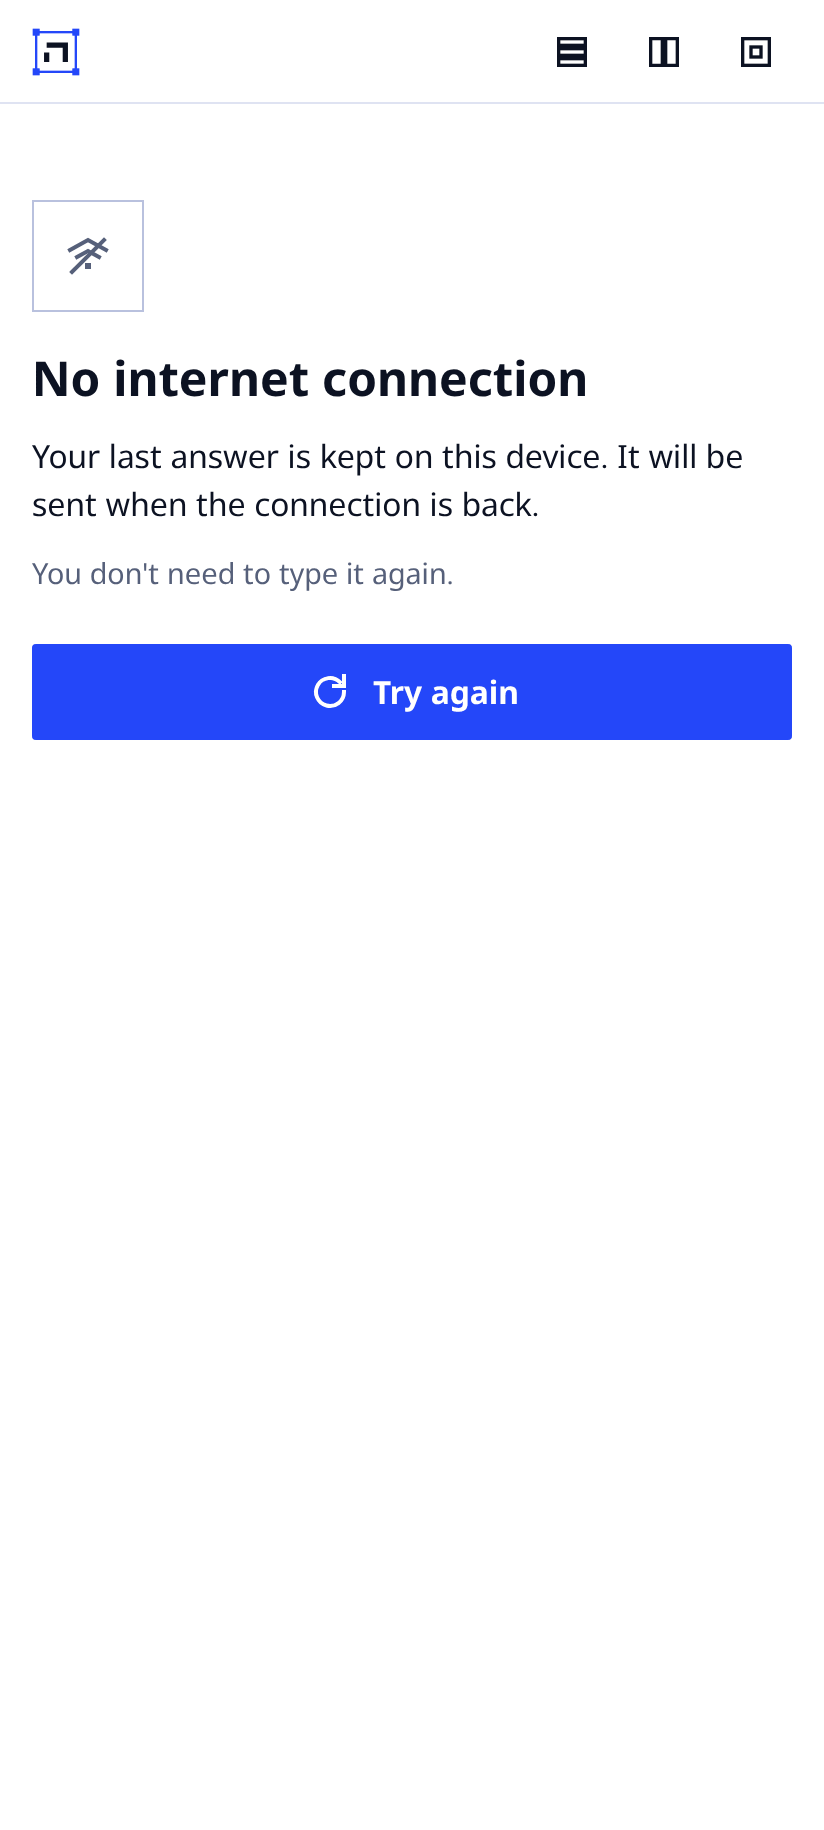 No internet connection
Your last answer is kept on this device. It will be
sent when the connection is back.
You don't need to type it again.
Try again